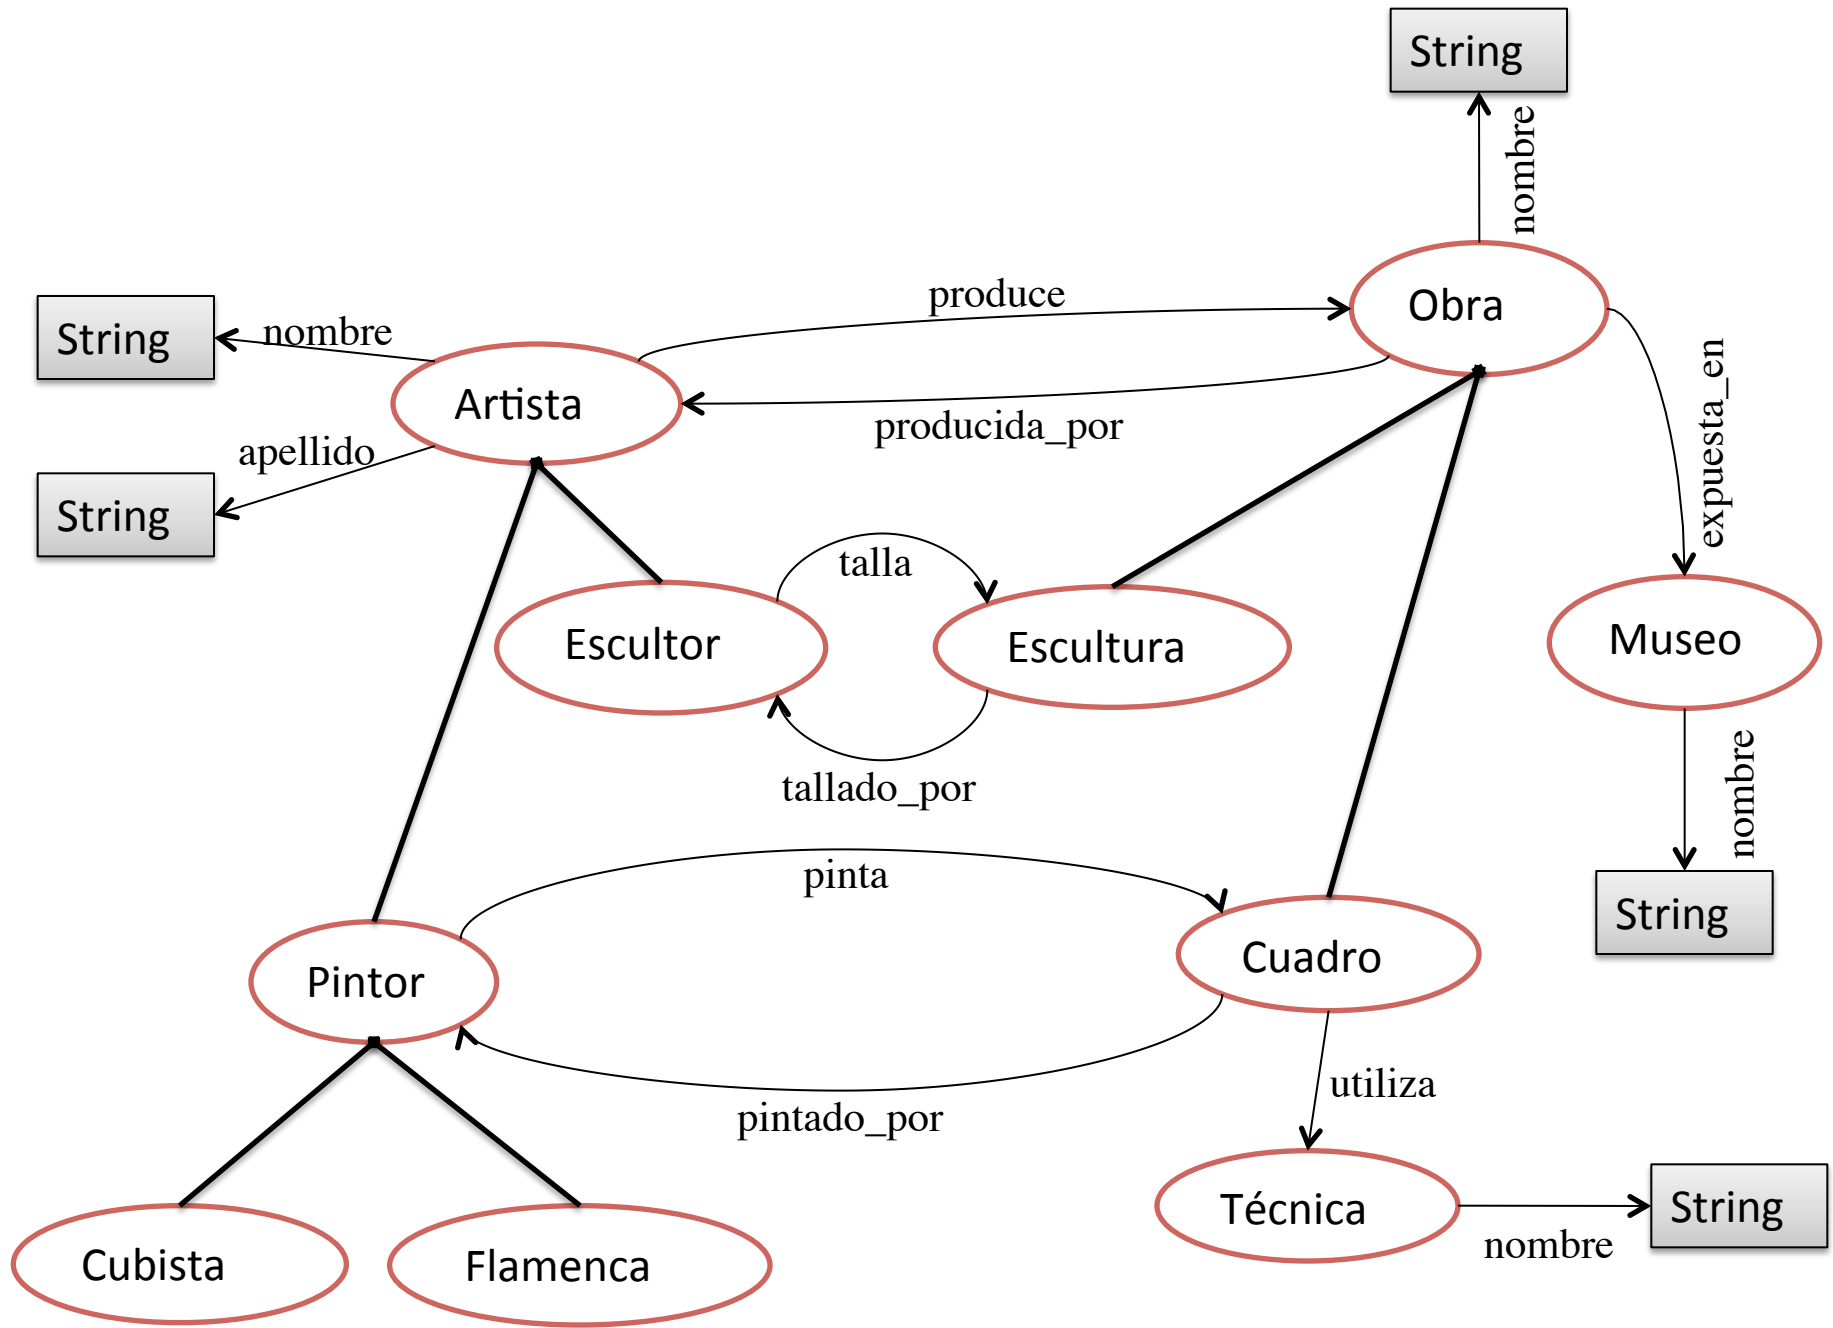 String
nombre
Obra
produce
String
nombre
Artista
producida_por
expuesta_en
apellido
String
talla
Escultor
Escultura
Museo
tallado_por
nombre
pinta
String
Cuadro
Pintor
utiliza
pintado_por
Técnica
String
nombre
Cubista
Flamenca